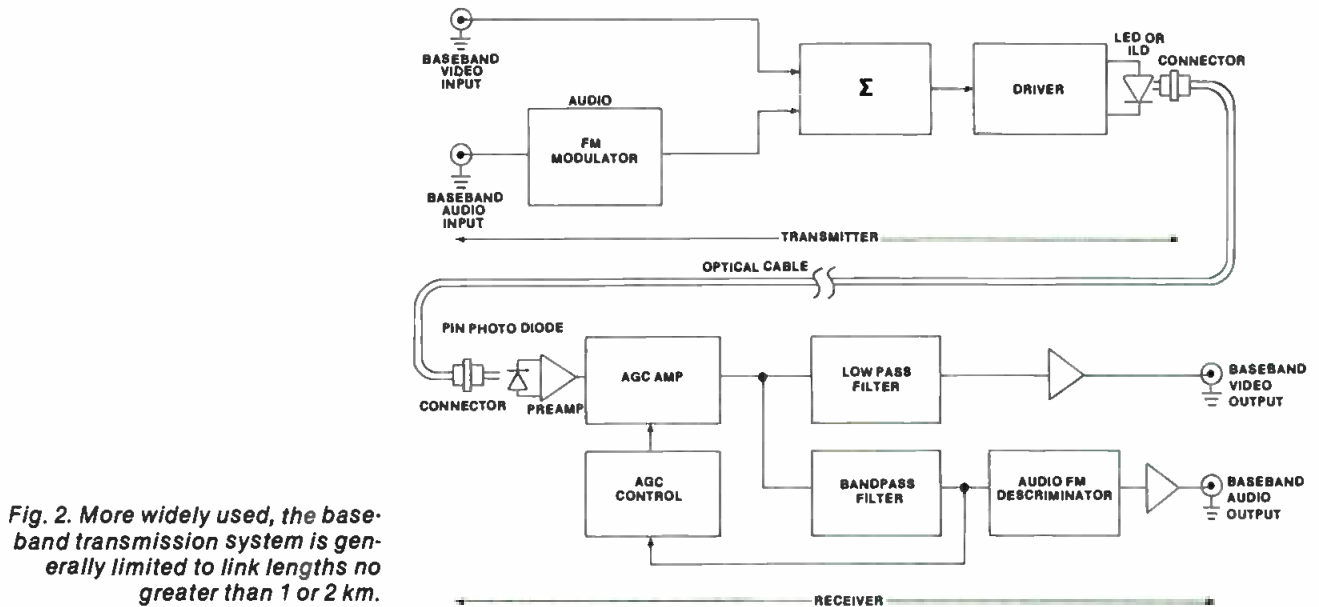 BASEBAND
VIDEO
INPUT
AUDIO
FM
MODULATOR
BASEBAND
AUDIO
INPUT
Σ
DRIVER
LED OR
ILD
CONNECTOR
TRANSMITTER
OPTICAL CABLE
PIN PHOTO DIODE
CONNECTOR
PREAMP
AGC AMP
LOW PASS
FILTER
BASEBAND
VIDEO
OUTPUT
AGC
CONTROL
BANDPASS
FILTER
AUDIO FM
DESCRIMINATOR
BASEBAND
AUDIO
OUTPUT
RECEIVER
Fig. 2. More widely used, the base-
band transmission system is gen-
erally limited to link lengths no
greater than 1 or 2 km.